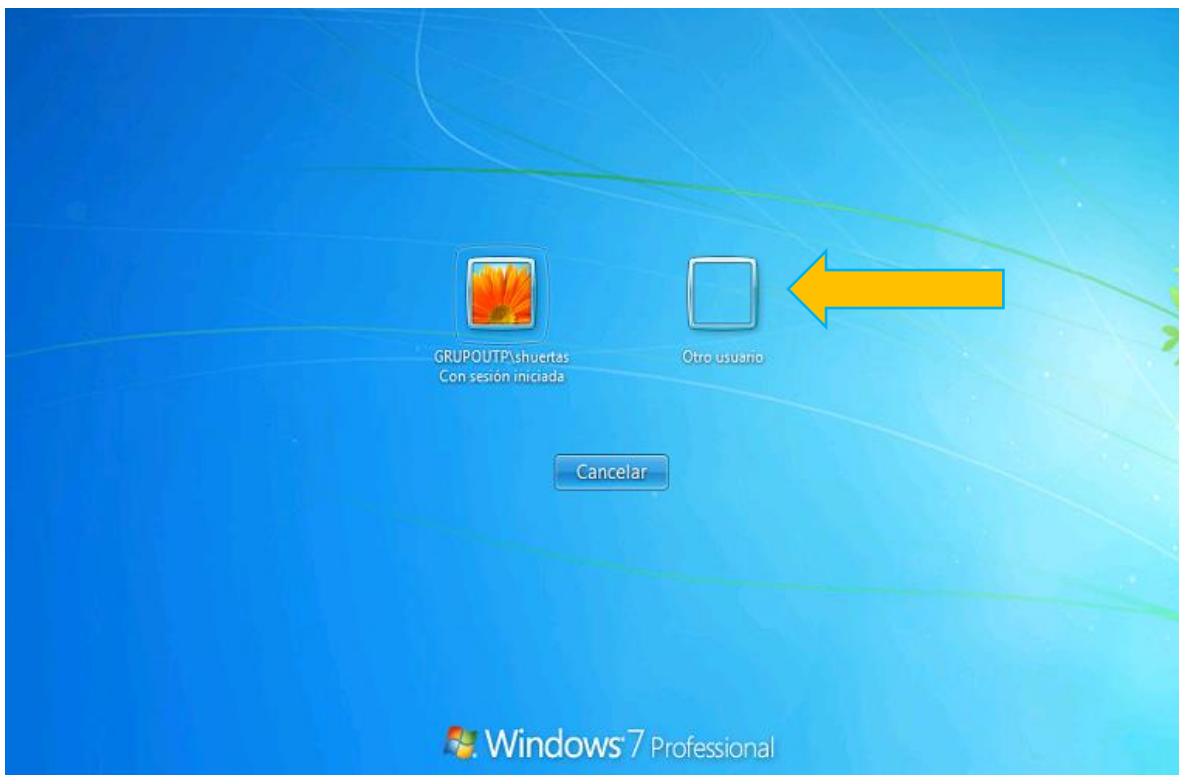 GRUPOUTP\shuertas
Con sesión iniciada
Otro usuario
Cancelar
Windows 7 Professional